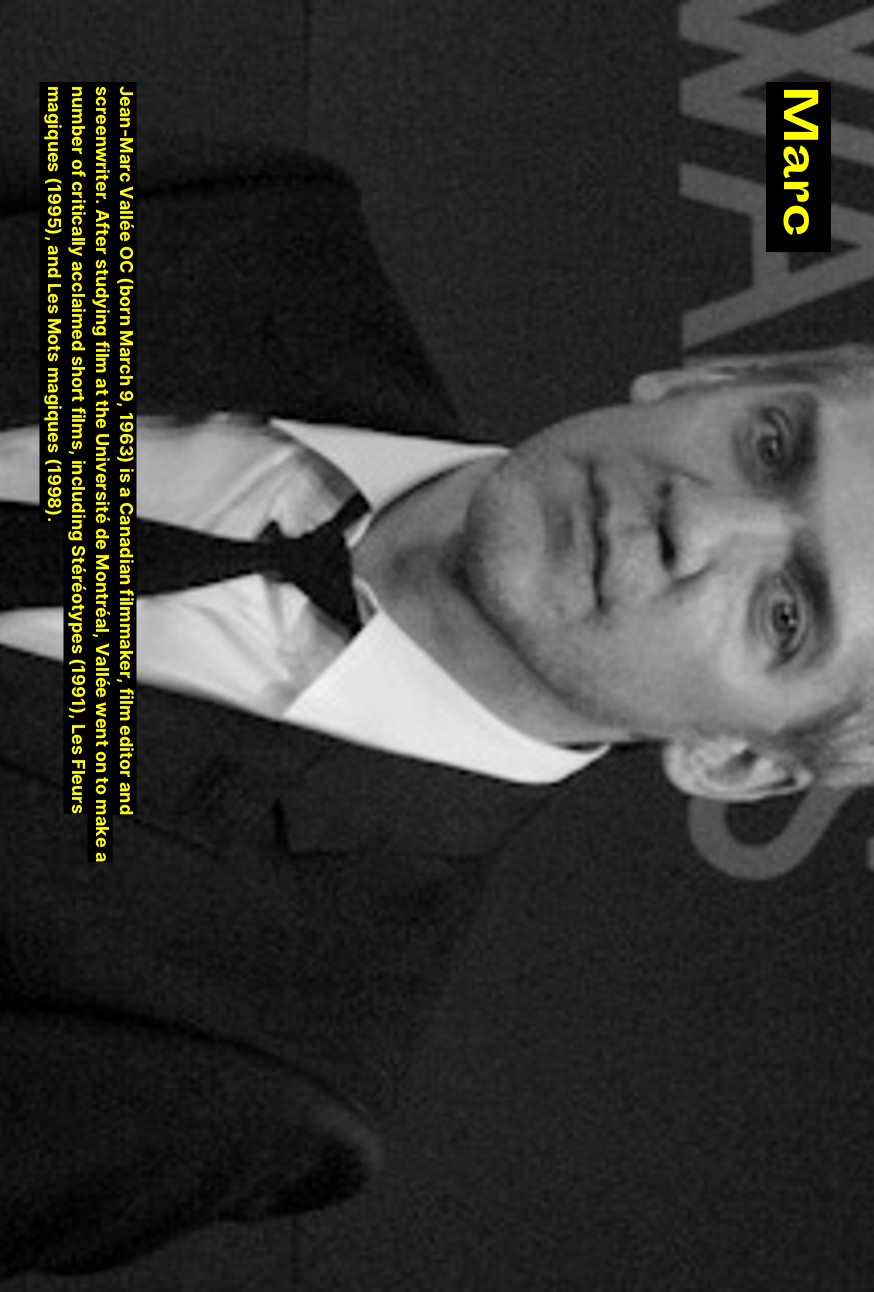 Marc
Jean-Marc Vallée OC (born March 9, 1963) is a Canadian filmmaker, film editor and
screenwriter. After studying film at the Université de Montréal, Vallée went on to make a
number of critically acclaimed short films, including Stéréotypes (1991), Les Fleurs
magiques (1995), and Les Mots magiques (1998).
WA
S